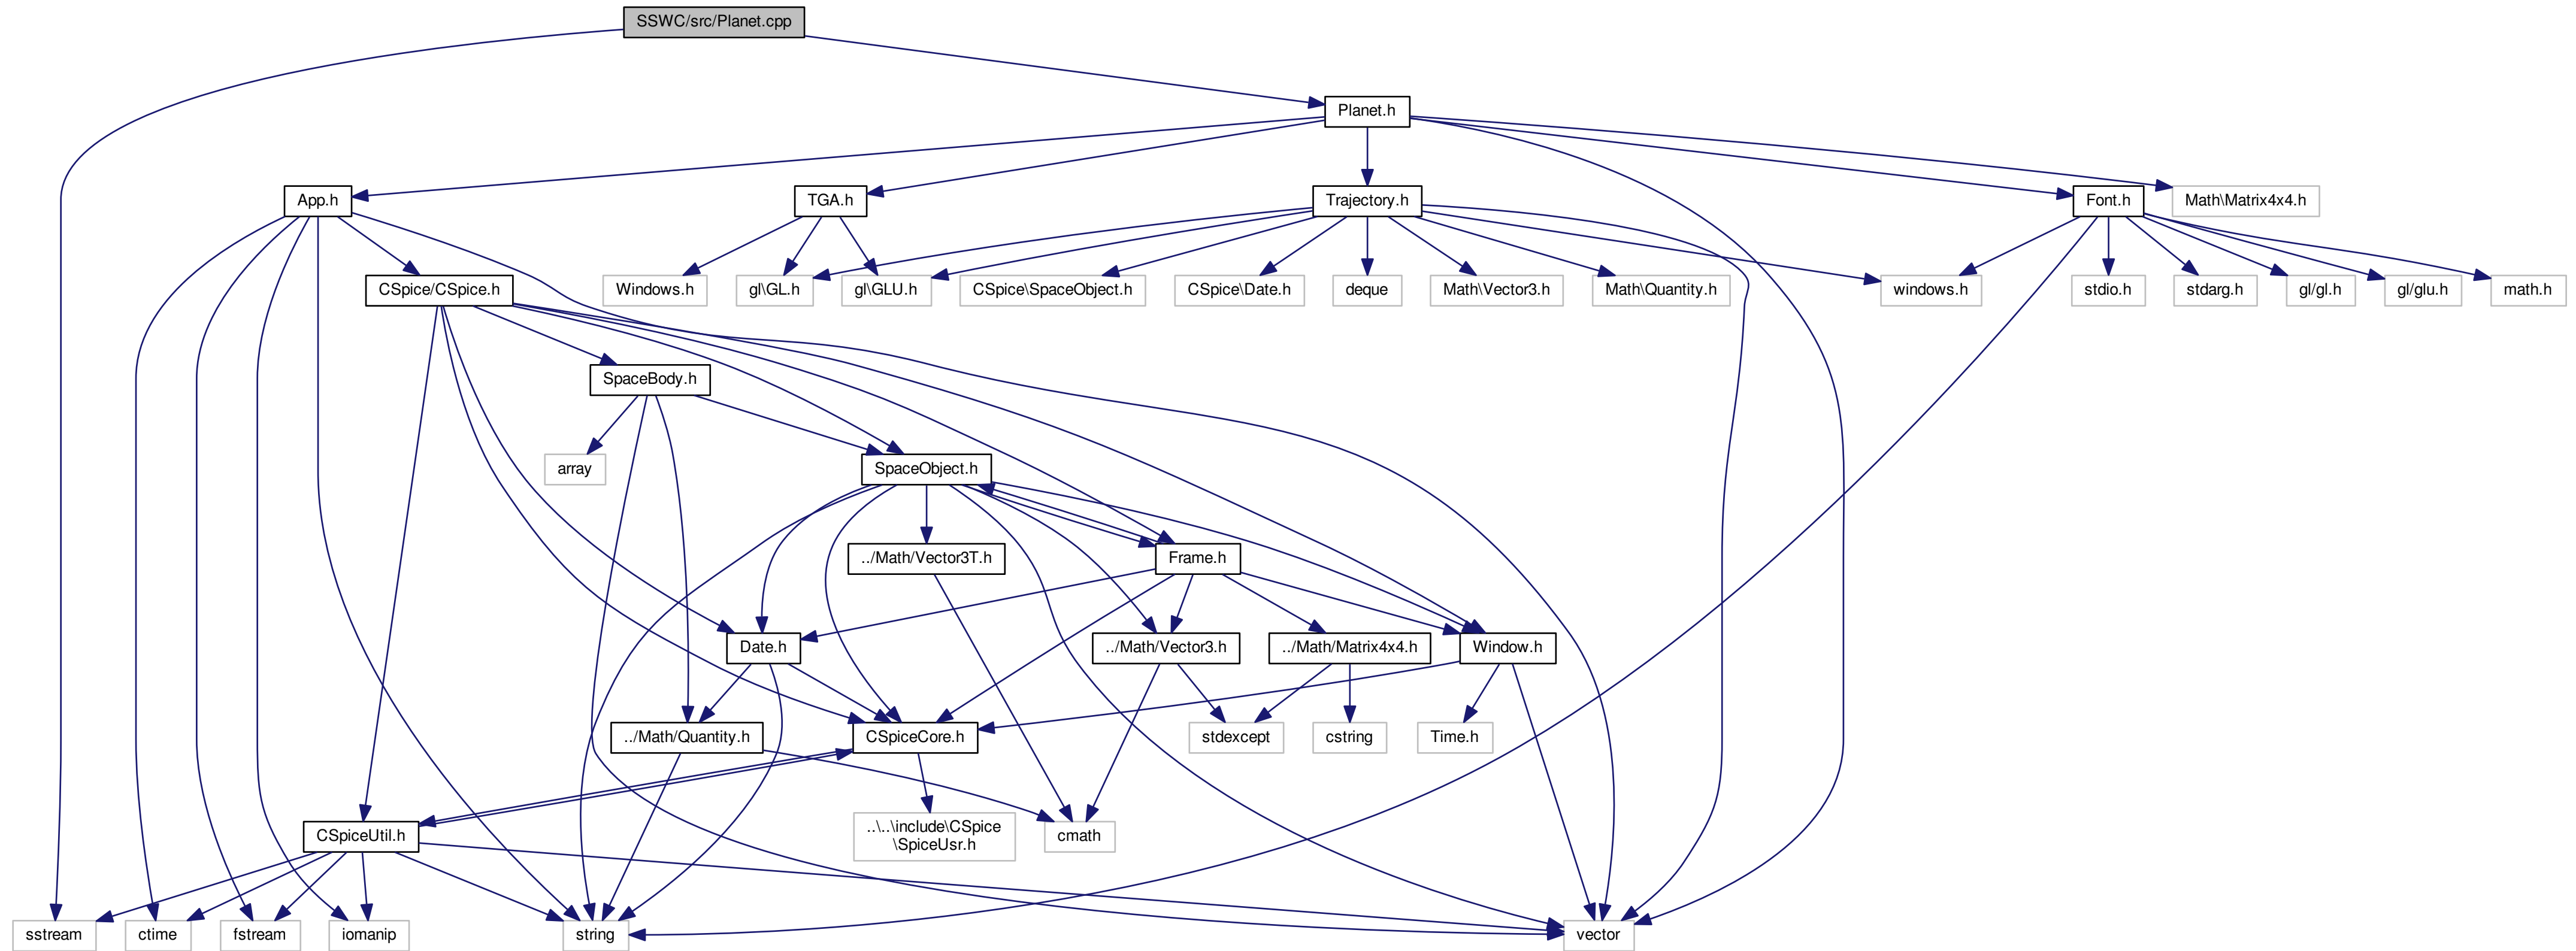 SSWC/src/Planet.cpp
Planet.h
App.h
TGA.h
Trajectory.h
Font.h
Math\Matrix4x4.h
CSpice/CSpice.h
Windows.h
gl\GL.h
gl\GLU.h
CSpice\SpaceObject.h
CSpice\Date.h
deque
Math\Vector3.h
Math\Quantity.h
windows.h
stdio.h
stdarg.h
gl/gl.h
gl/glu.h
math.h
SpaceBody.h
array
SpaceObject.h
../Math/Vector3T.h
Frame.h
Date.h
../Math/Vector3.h
../Math/Matrix4x4.h
Window.h
../Math/Quantity.h
CSpiceCore.h
stdexcept
cstring
Time.h
CSpiceUtil.h
..\..\include\CSpice
\SpiceUsr.h
cmath
sstream
ctime
fstream
iomanip
string
vector